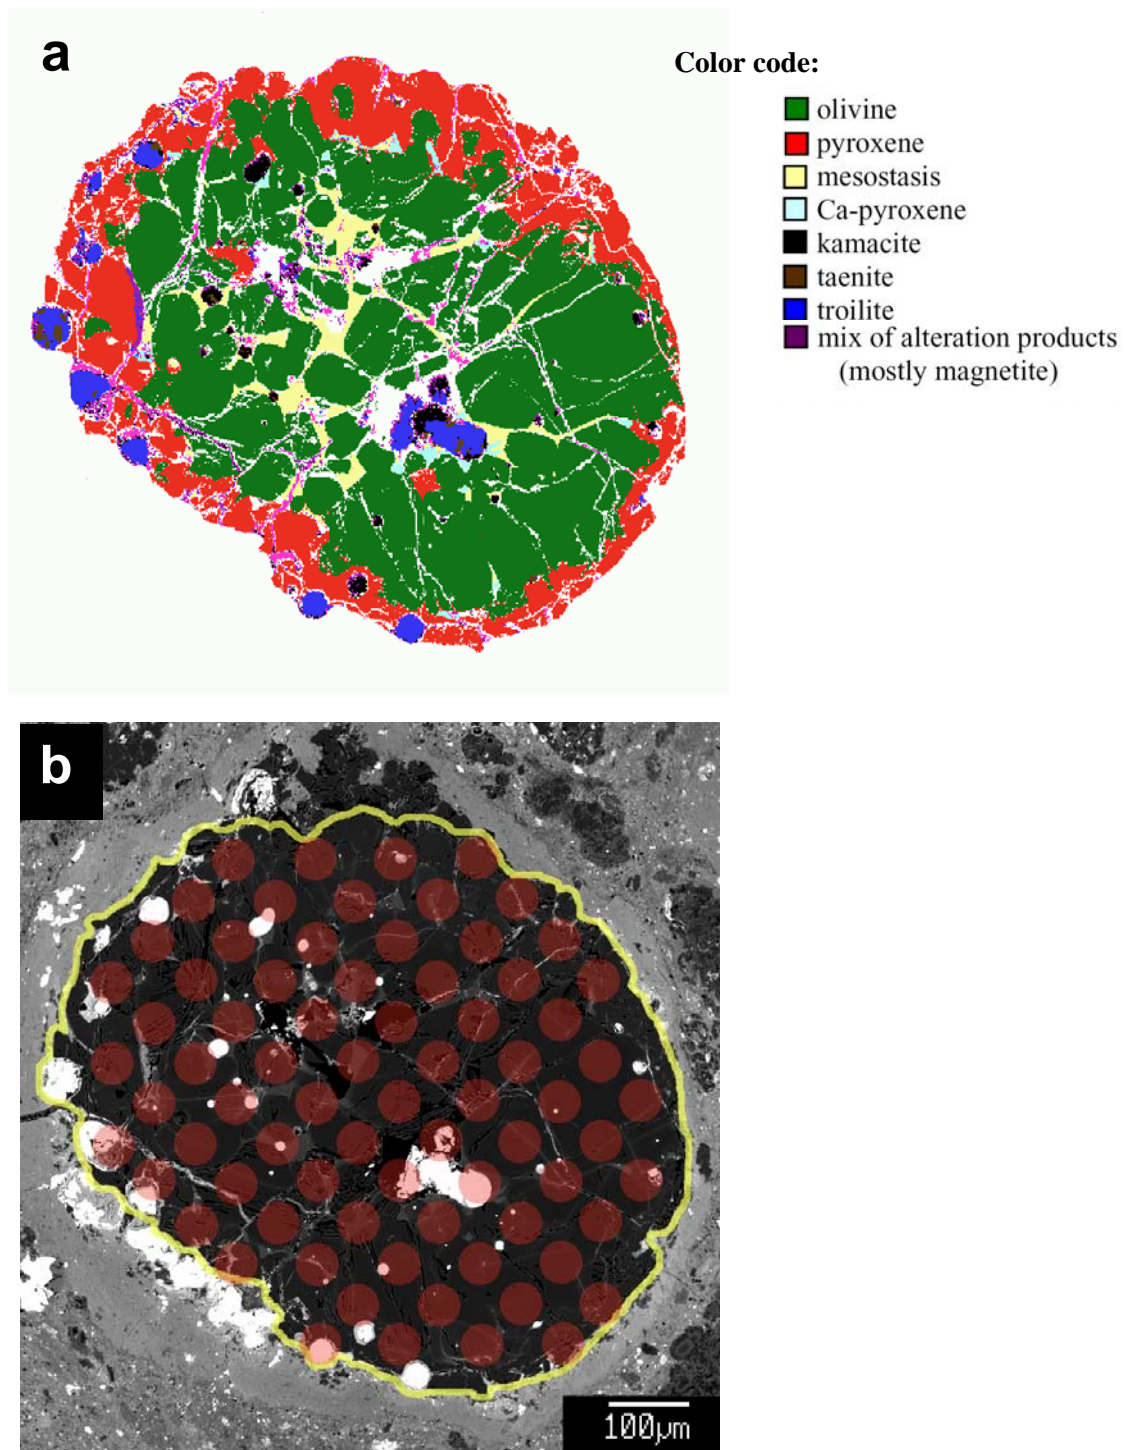 a
Color code:
olivine
pyroxene
mesostasis
Ca-pyroxene
kamacite
taenite
troilite
mix of alteration products
(mostly magnetite)
b
100μm